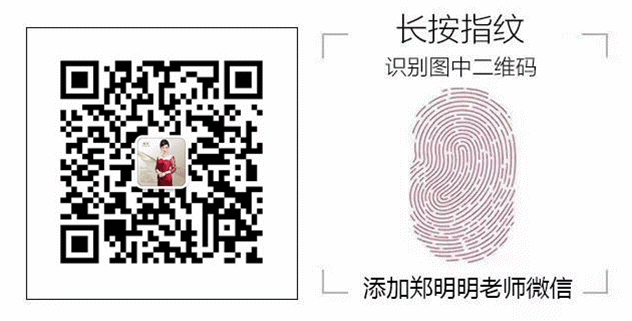 长按指纹
识别图中二维码
添加郑明明老师微信